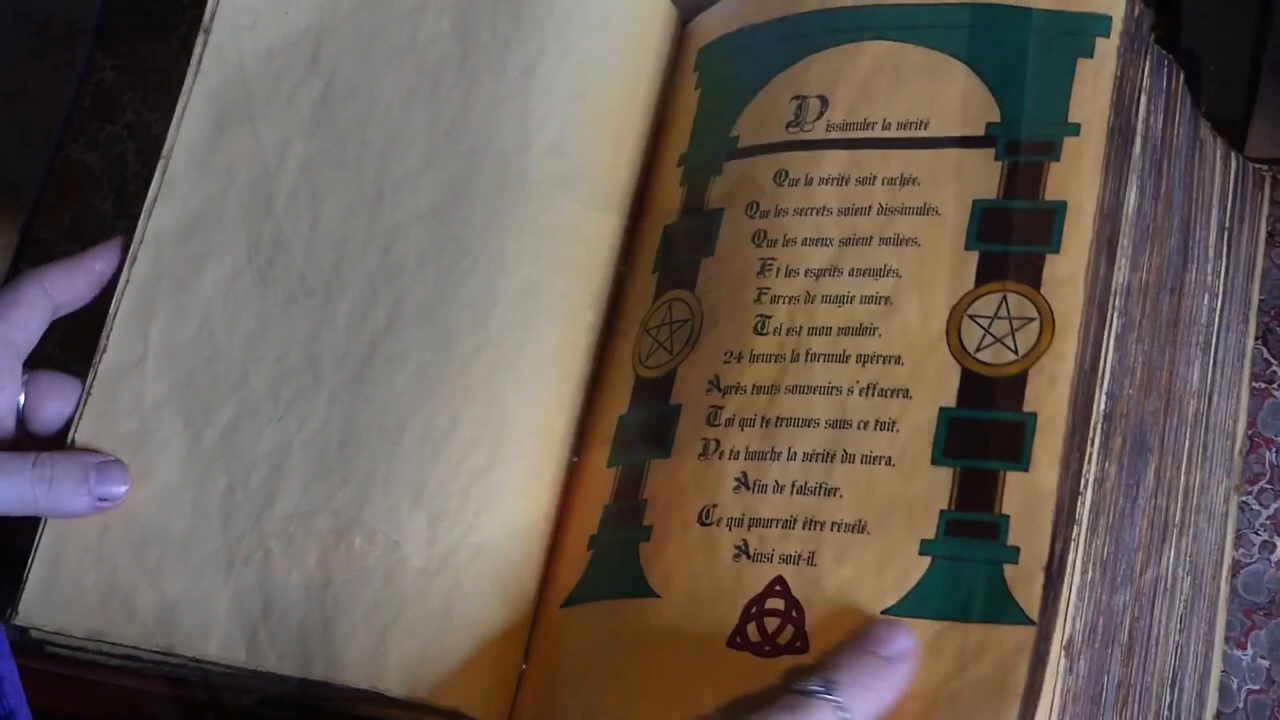 Dissimuler la vérité
Que la vérité soit cachée,
Que les secrets soient dissimulés,
Que les aveux soient voilées,
Et les esprits aveuglés,
Forces de magie noire,
Tel est mon vouloir,
24 heures la formule opérera,
Après touts souvenirs s'effacera,
Toi qui te trouves sous ce toit,
De ta bouche la vérité du niera,
Afin de falsifier,
Ce qui pourrait être révélé.
Ainsi soit-il.